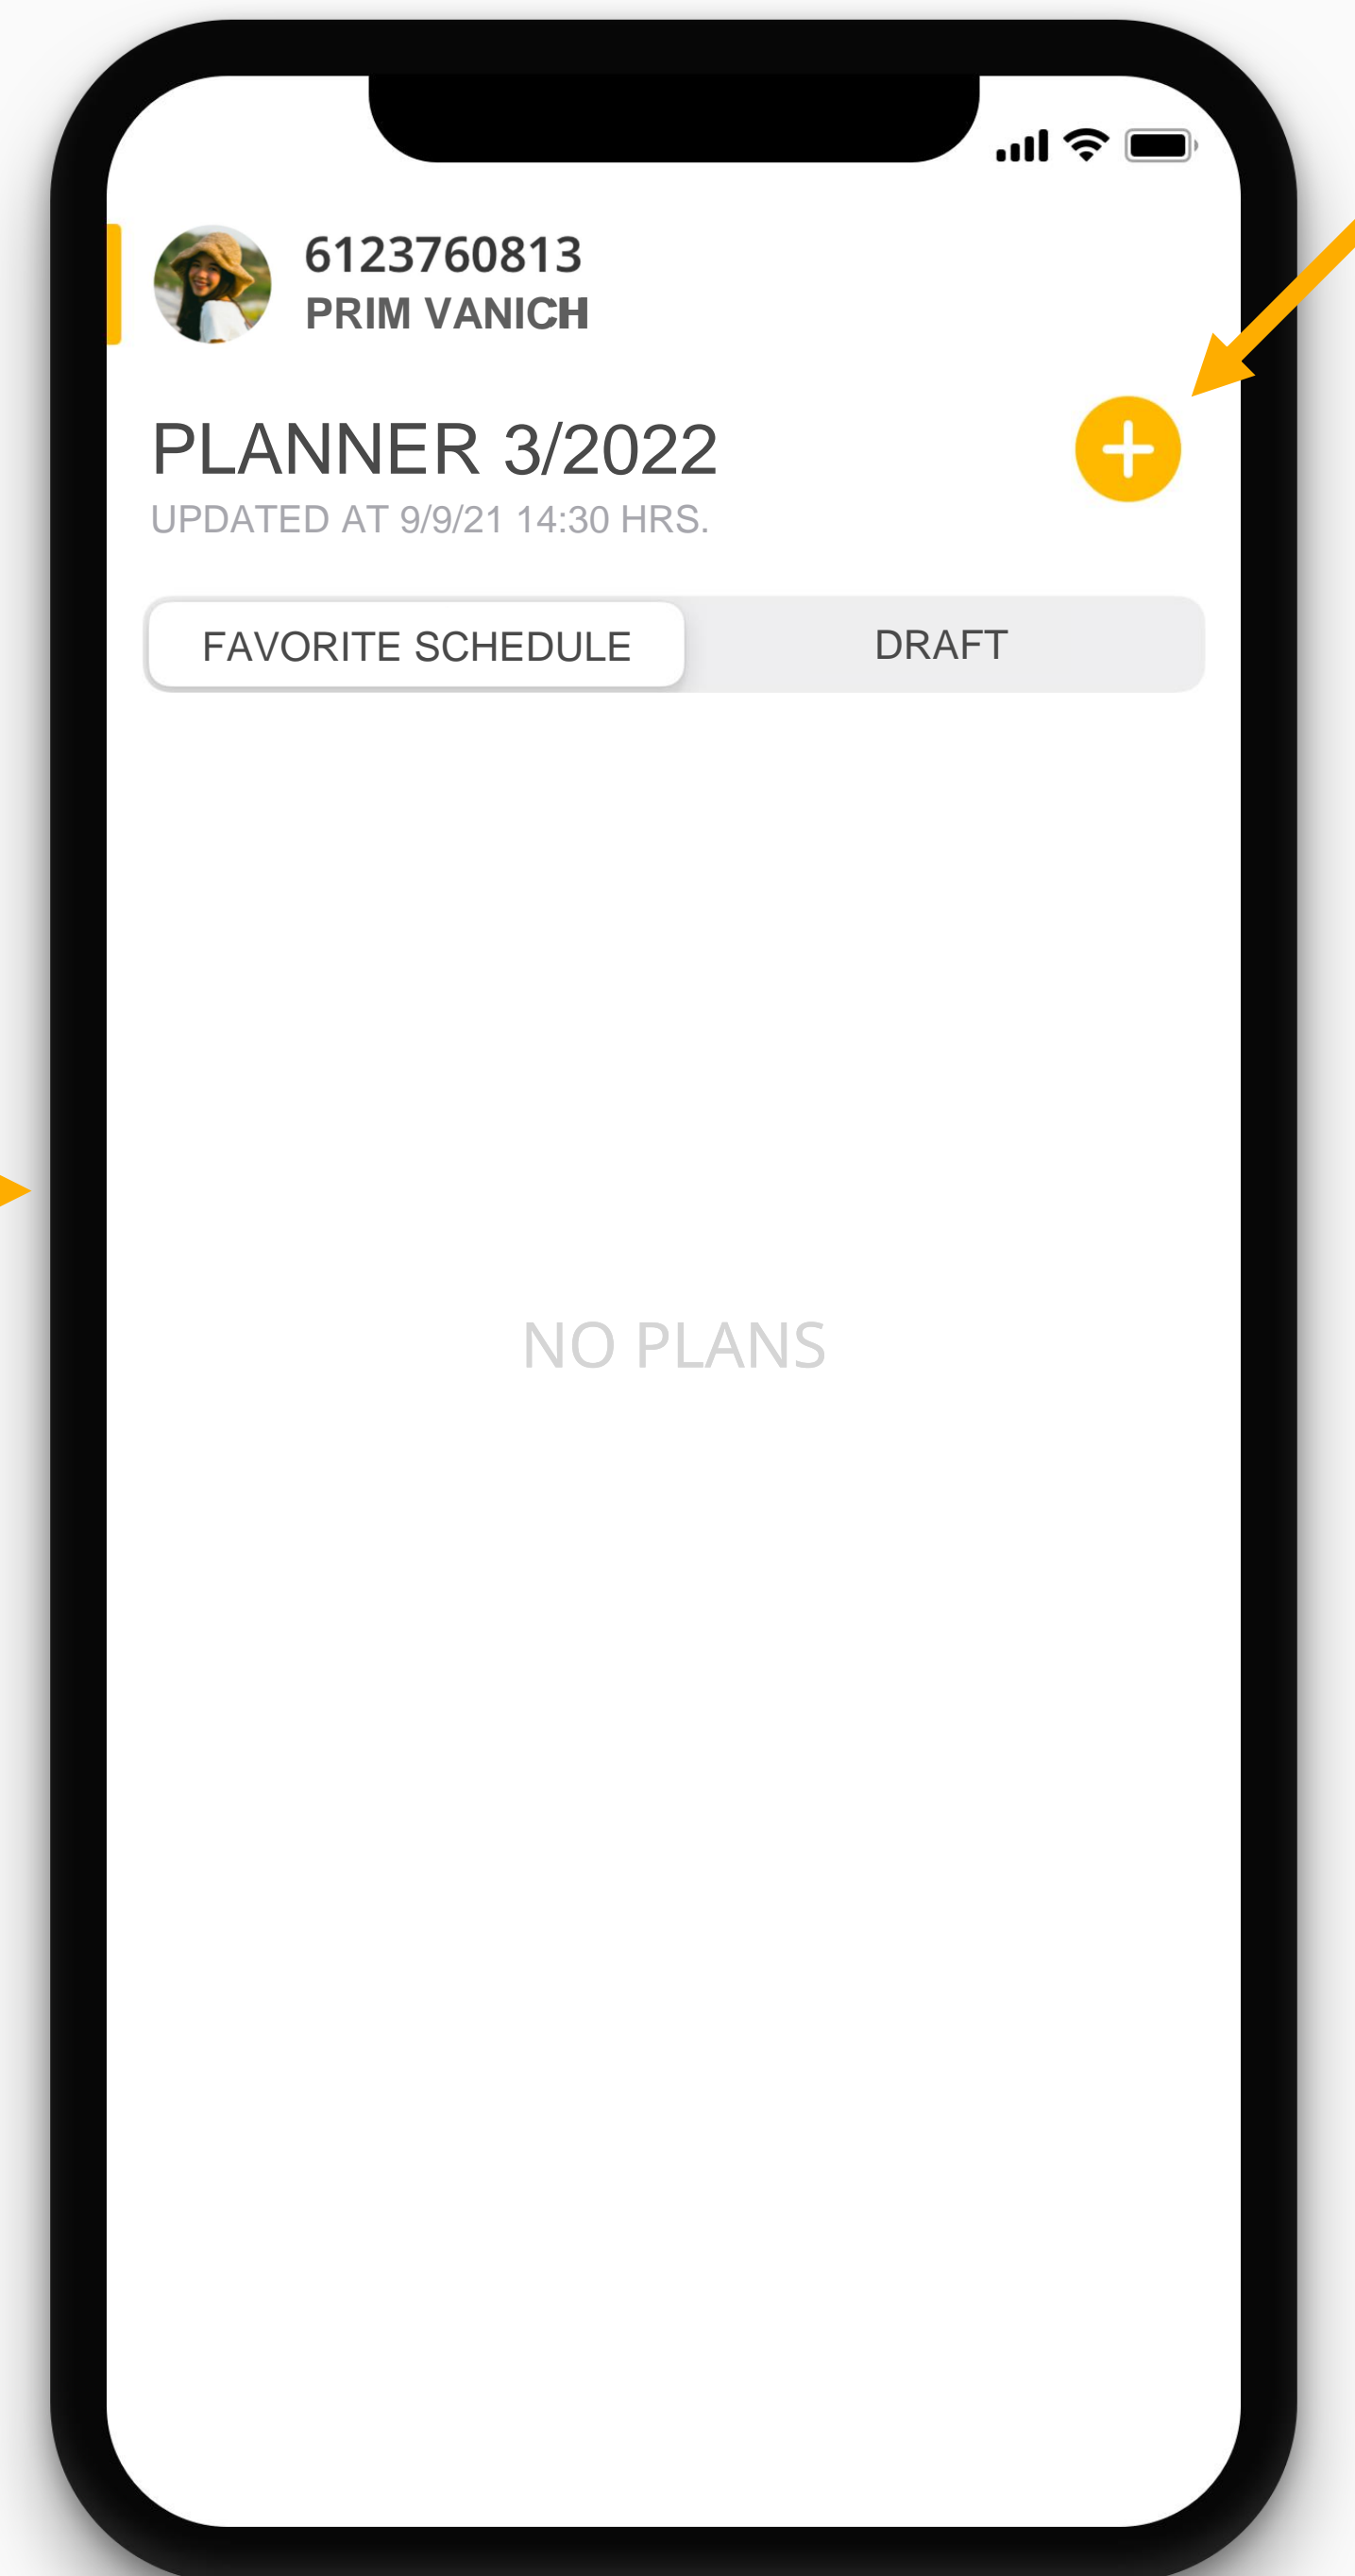 6123760813
PRIM VANICH
PLANNER 3/2022
UPDATED AT 9/9/21 14:30 HRS.
FAVORITE SCHEDULE
DRAFT
NO PLANS